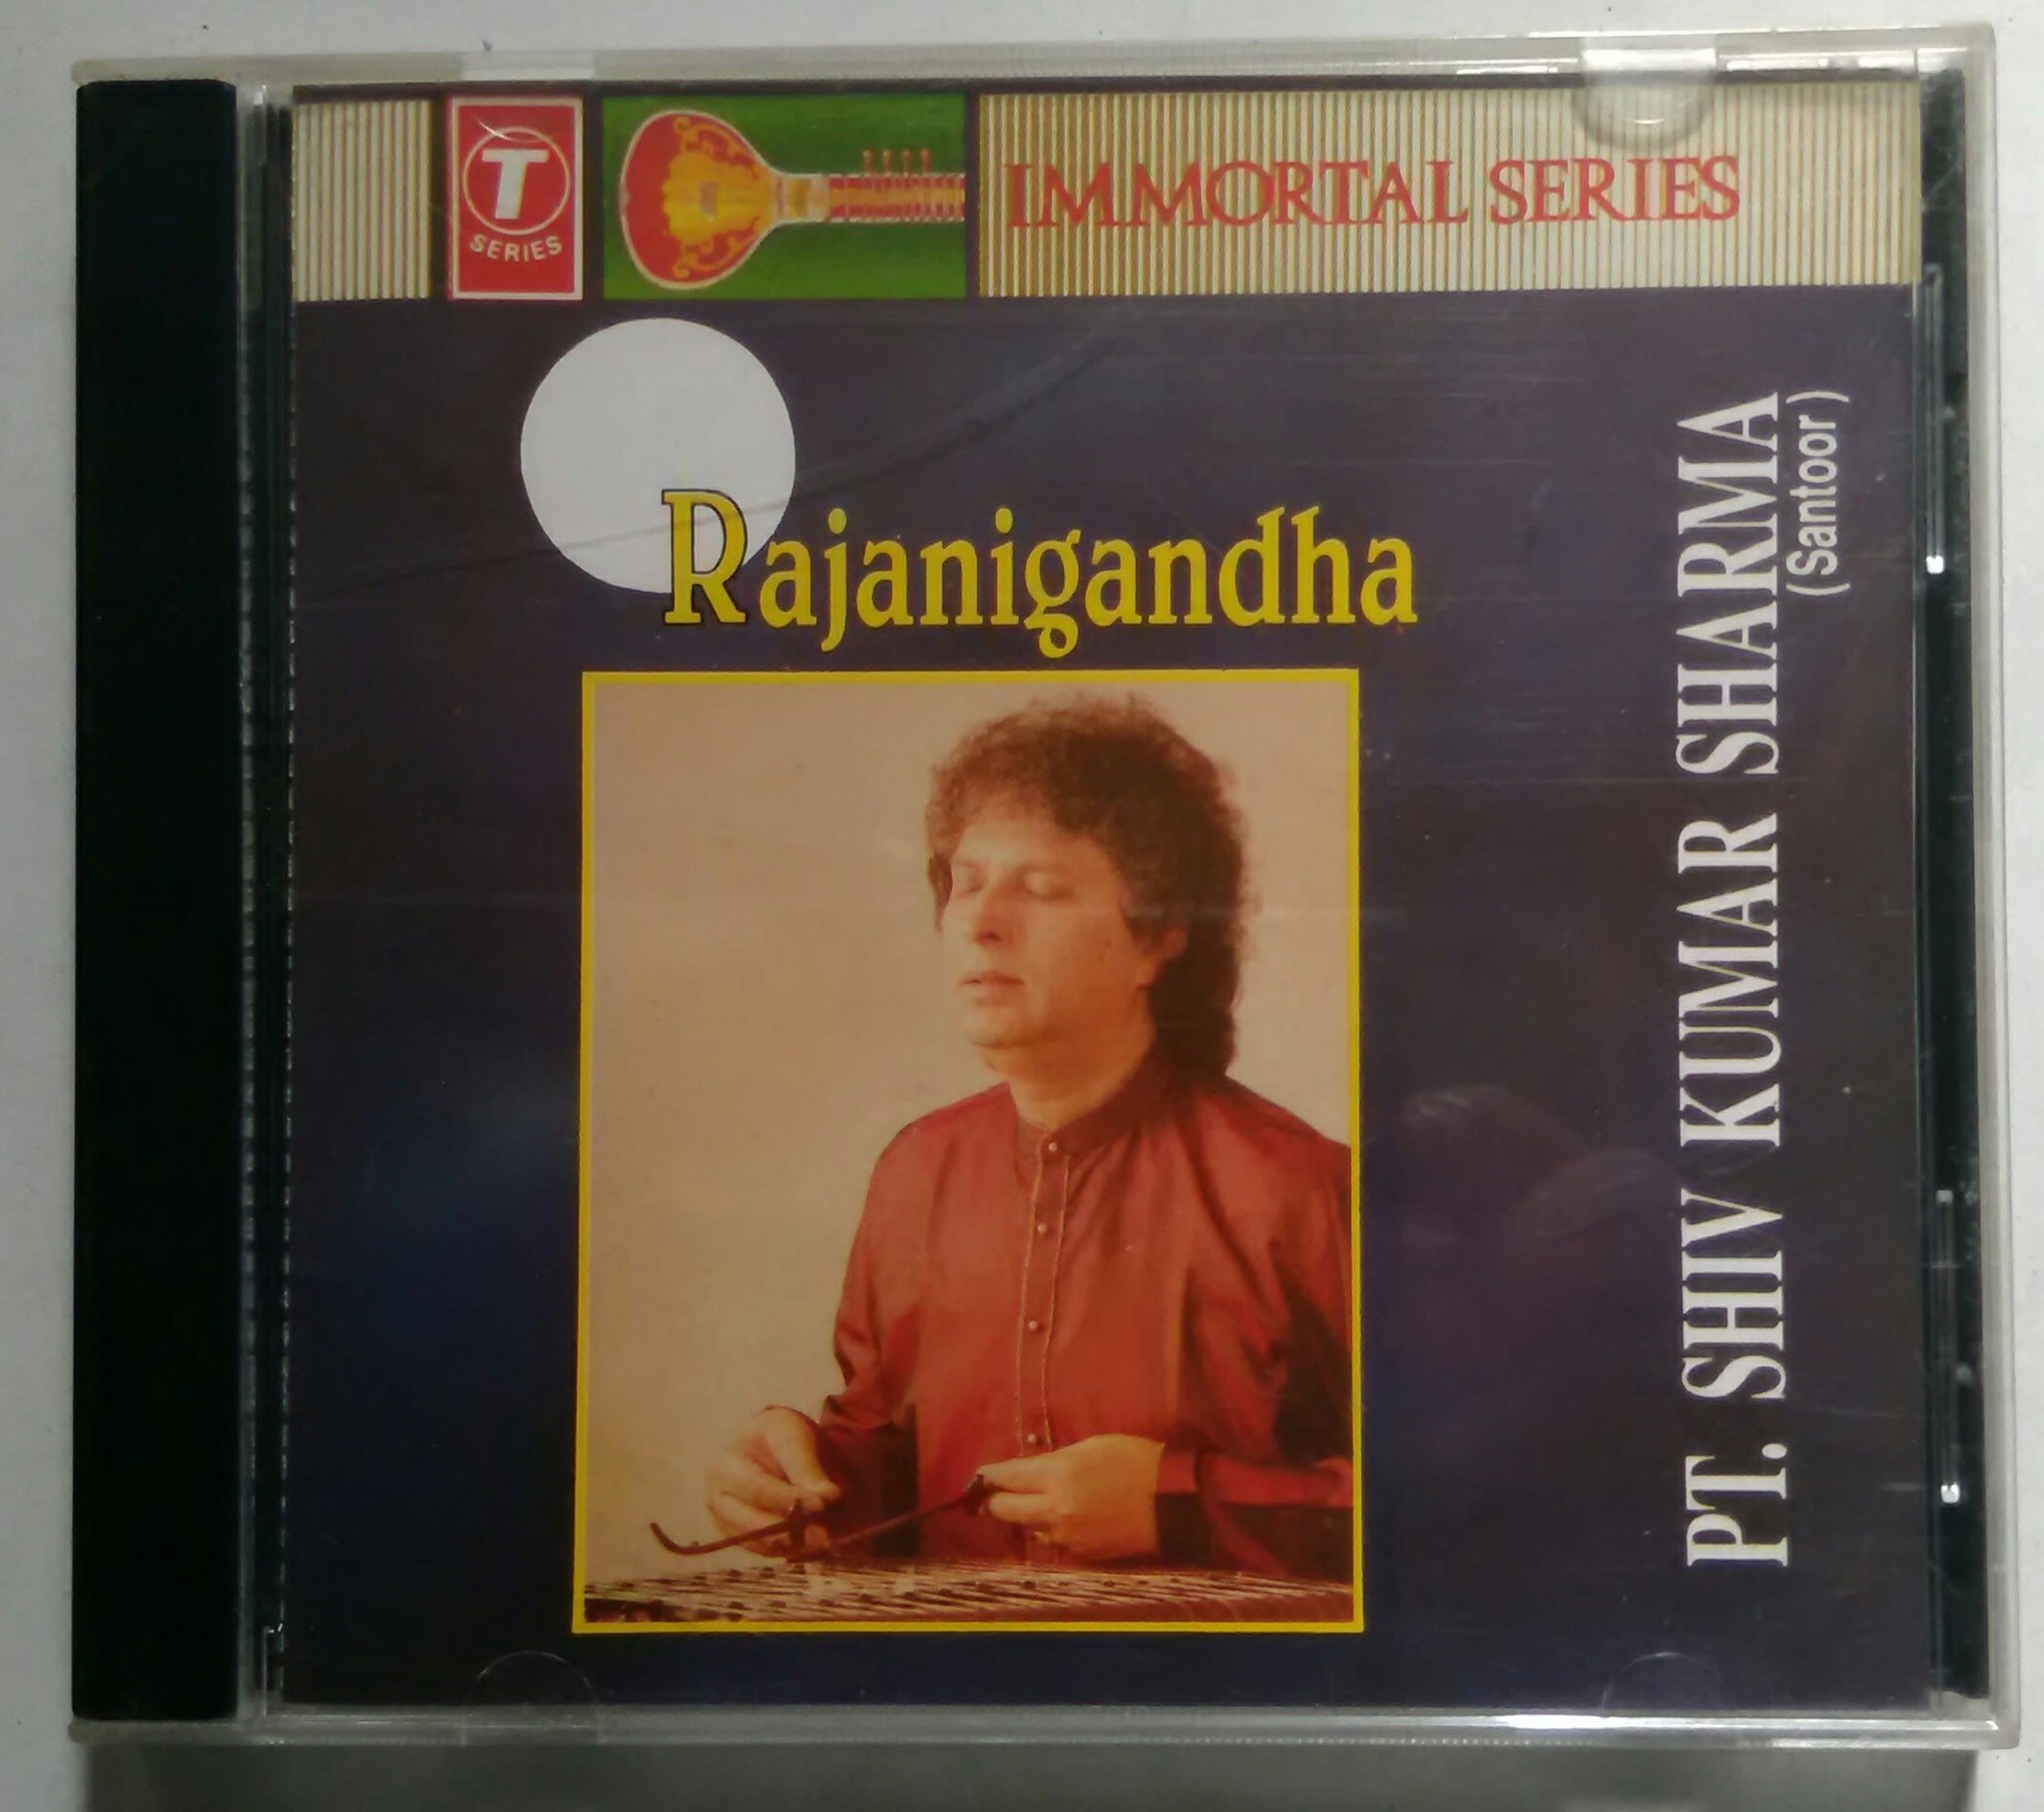 T
SERIES
IMMORTAL SERIES
Rajanigandha
PT. SHIV KUMAR SHARMA
(Santoor)